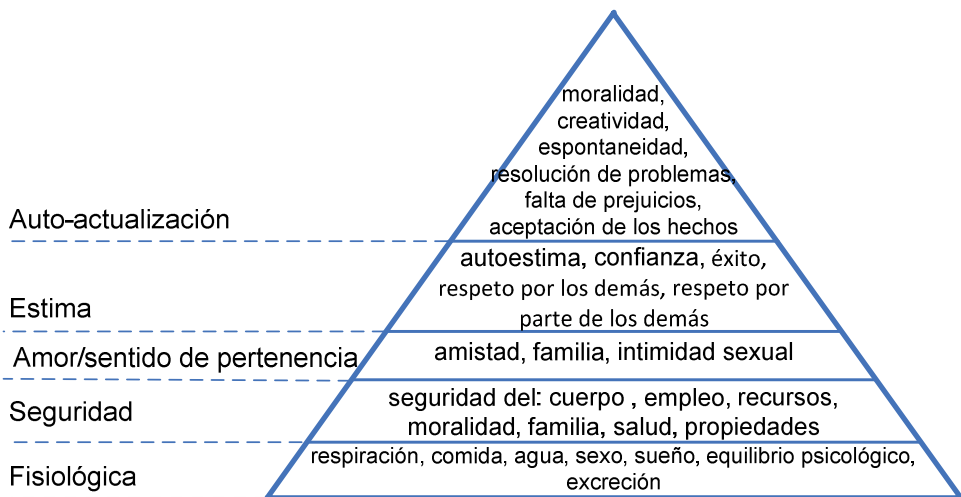 moralidad,
creatividad,
espontaneidad,
resolución de problemas,
falta de prejuicios,
aceptación de los hechos
Auto-actualización
autoestima, confianza, éxito,
respeto por los demás, respeto por
parte de los demás
Estima
amistad, familia, intimidad sexual
Amor/sentido de pertenencia
seguridad del: cuerpo , empleo, recursos,
moralidad, familia, salud, propiedades
Seguridad
respiración, comida, agua, sexo, sueño, equilibrio psicológico,
excreción
Fisiológica